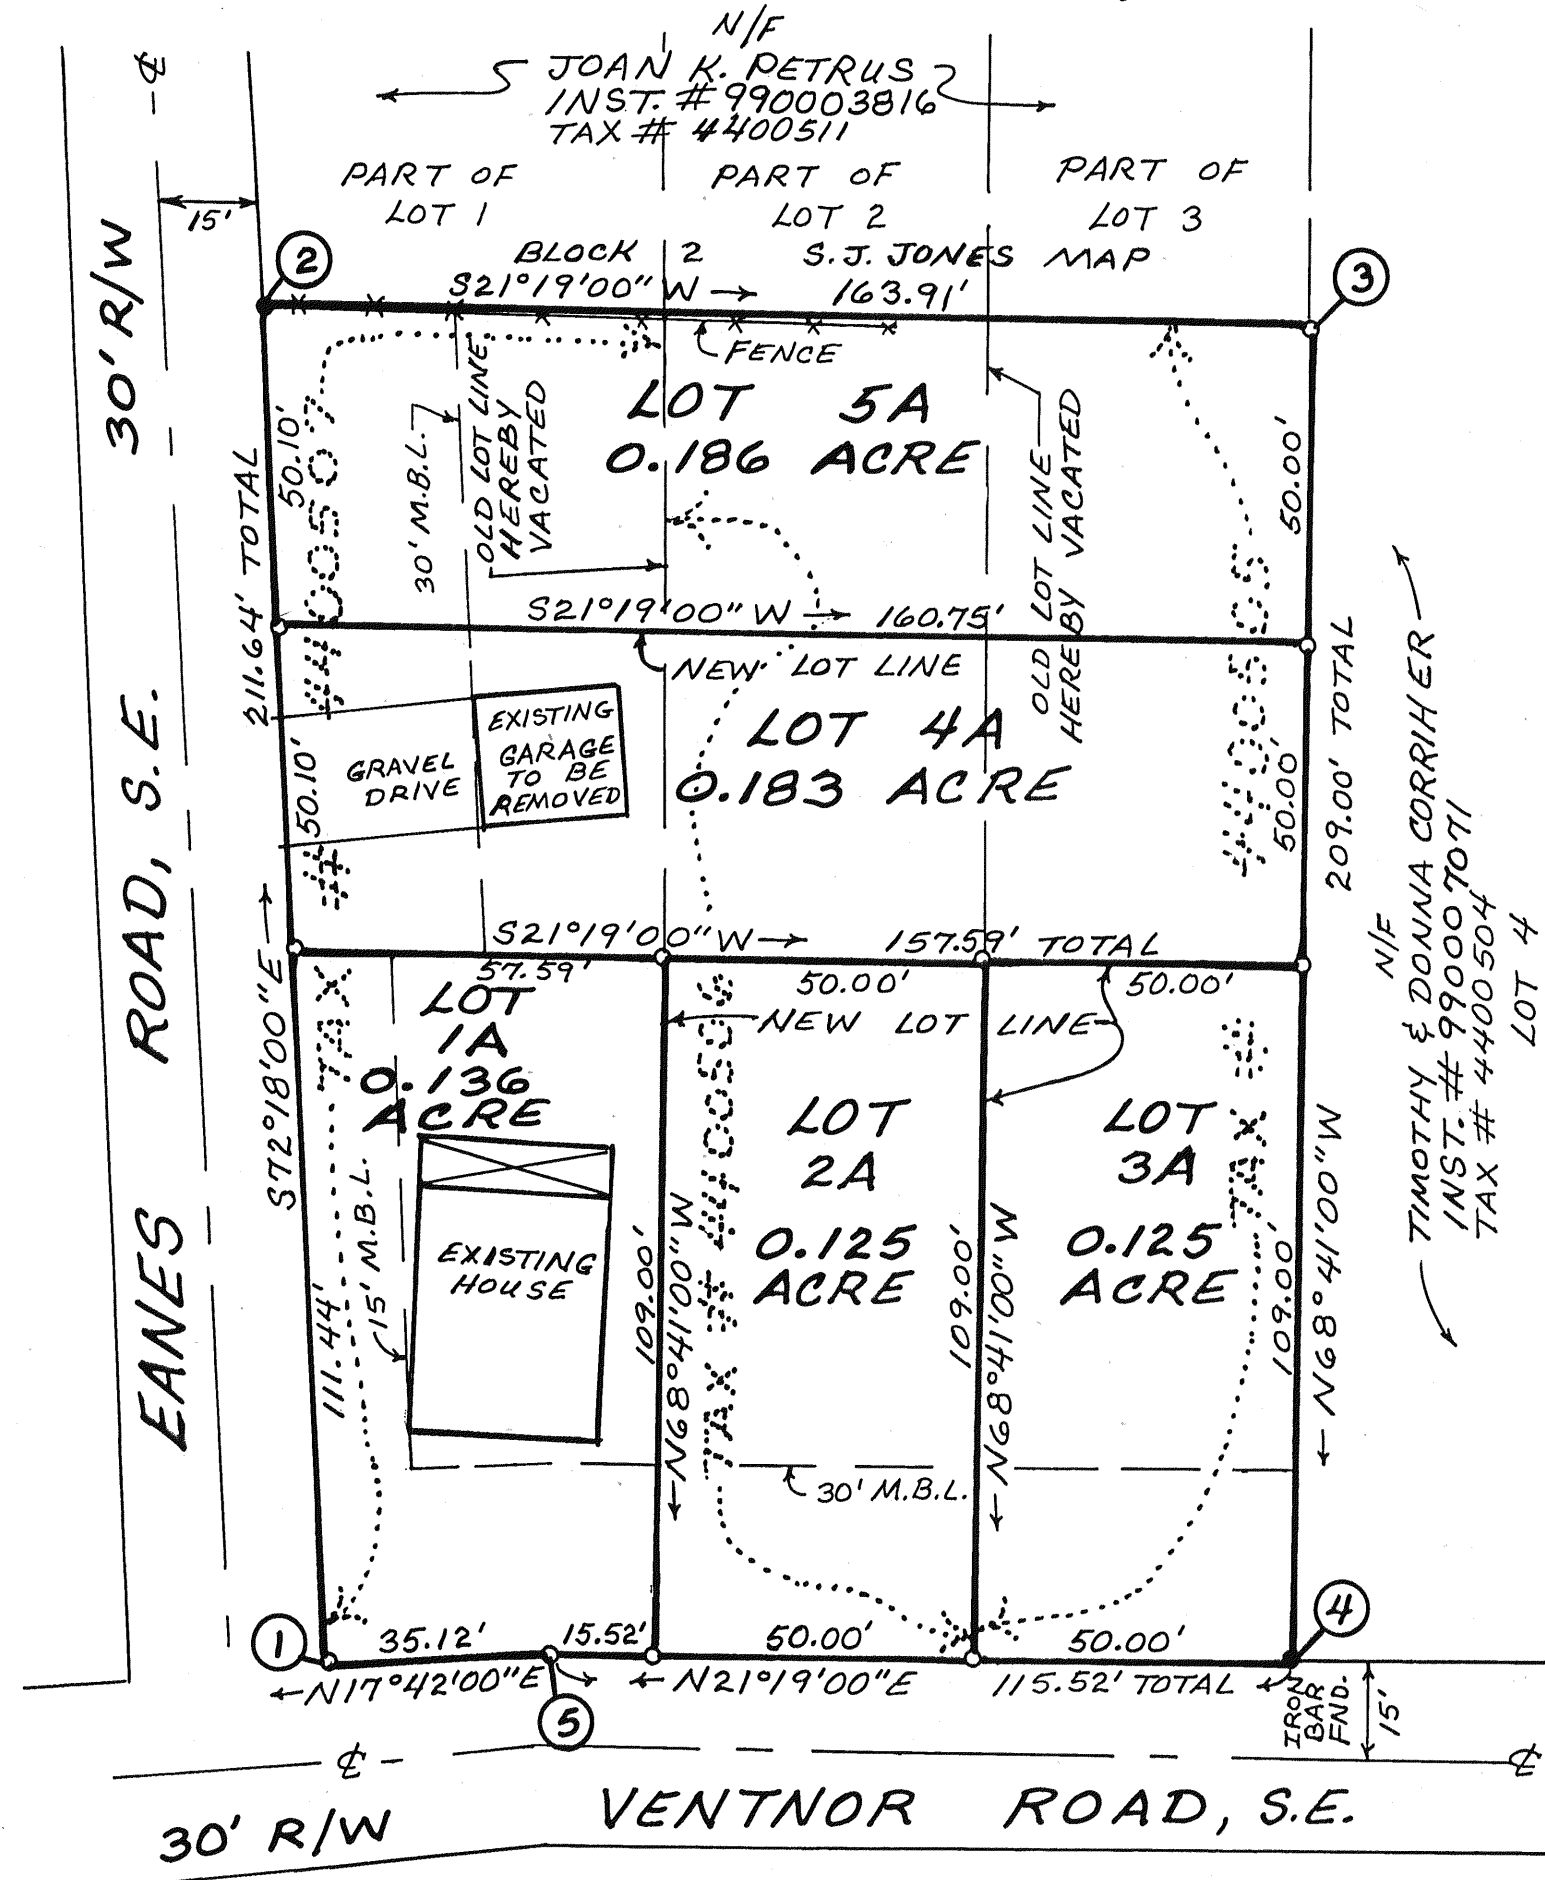 N/F
JOAN K. PETRUS
INST. # 990003816
TAX # 4400511
PART OF
LOT 1
PART OF
LOT 2
PART OF
LOT 3
BLOCK 2 S.J. JONES MAP
S21°19'00" W → 163.91'
15'
℄
30' R/W
2
3
FENCE
LOT 5A
0.186 ACRE
OLD LOT LINE
HEREBY
VACATED
30' M.B.L.
OLD LOT LINE
HEREBY VACATED
50.10'
211.64' TOTAL
50.00'
S21°19'00" W → 160.75'
NEW LOT LINE
EXISTING
GARAGE
TO BE
REMOVED
GRAVEL
DRIVE
LOT 4A
0.183 ACRE
50.10'
50.00'
209.00' TOTAL
TIMOTHY & DONNA CORRIHER
N/F
INST. # 990007071
TAX # 4400504
LOT 4
S21°19'00" W → 157.59' TOTAL
57.59'
50.00'
50.00'
NEW LOT LINE
LOT
1A
0.136
ACRE
LOT
2A
0.125
ACRE
LOT
3A
0.125
ACRE
EXISTING
HOUSE
15' M.B.L.
S72°18'00"E →
111.44'
109.00'
← N68°41'00" W
109.00'
← N68°41'00" W
109.00'
← N68°41'00" W
30' M.B.L.
EANES ROAD, S.E.
1
35.12'
15.52'
50.00'
50.00'
4
← N17°42'00"E
← N21°19'00"E 115.52' TOTAL
5
IRON
BAR
FND.
15'
℄
℄
30' R/W
VENTNOR ROAD, S.E.